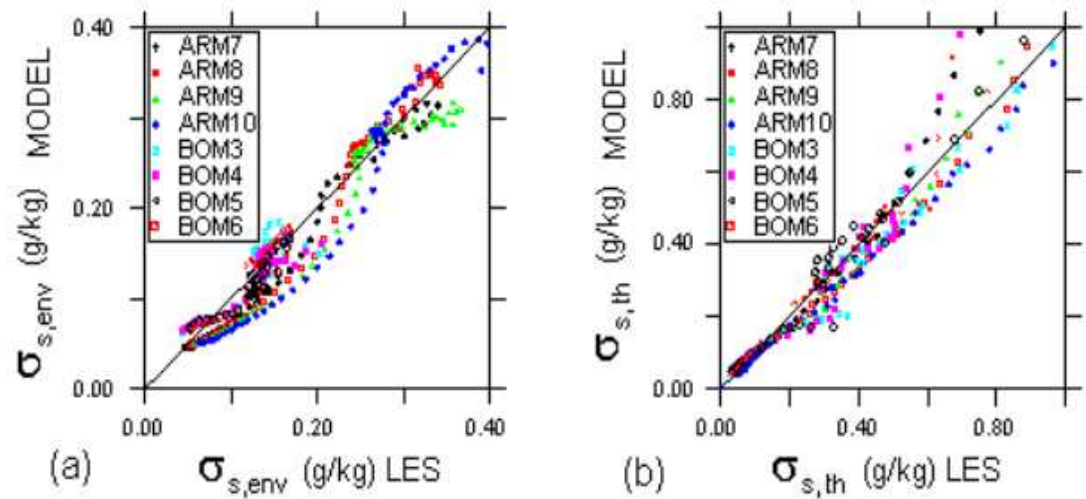 0.40
0.20
0.00
σs,env (g/kg) MODEL
ARM7
ARM8
ARM9
ARM10
BOM3
BOM4
BOM5
BOM6
0.00 0.20 0.40
(a) σs,env (g/kg) LES
0.80
0.40
0.00
σs,th (g/kg) MODEL
ARM7
ARM8
ARM9
ARM10
BOM3
BOM4
BOM5
BOM6
0.00 0.40 0.80
(b) σs,th (g/kg) LES